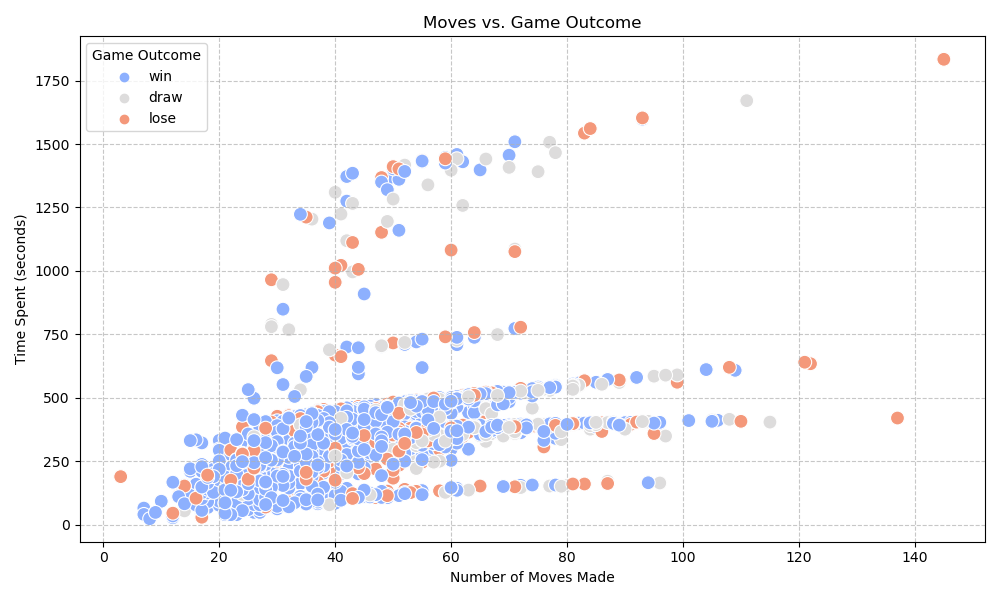 Moves vs. Game Outcome
Game Outcome
win
draw
lose
Time Spent (seconds)
1750
1500
1250
1000
750
500
250
0
0 20 40 60 80 100 120 140
Number of Moves Made